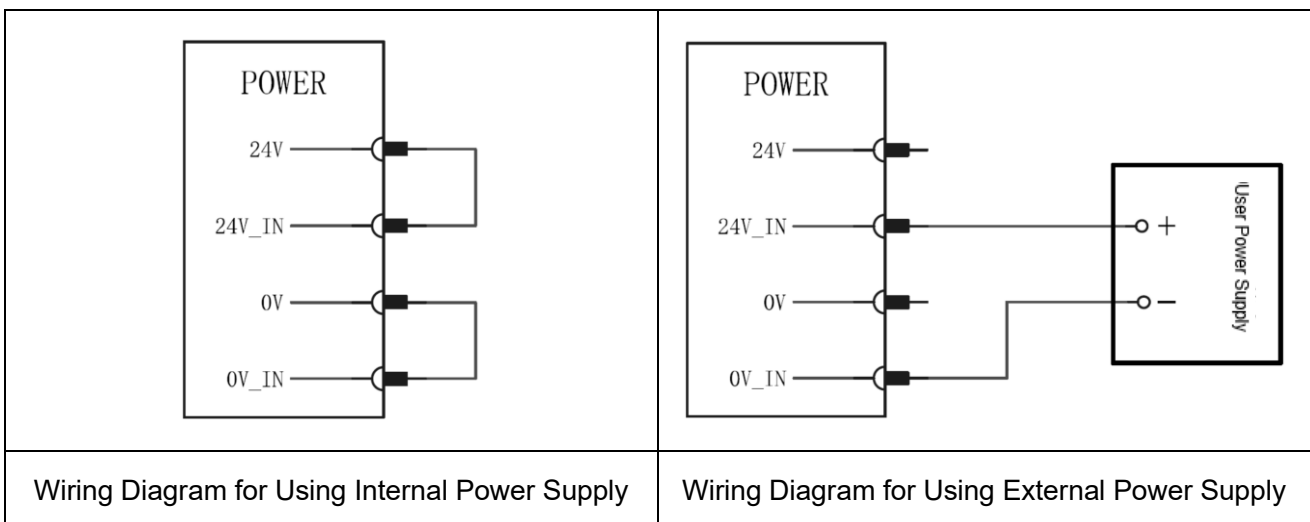 POWER
24V
24V_IN
0V
0V_IN
POWER
24V
24V_IN
0V
0V_IN
+
−
User Power Supply
Wiring Diagram for Using Internal Power Supply
Wiring Diagram for Using External Power Supply